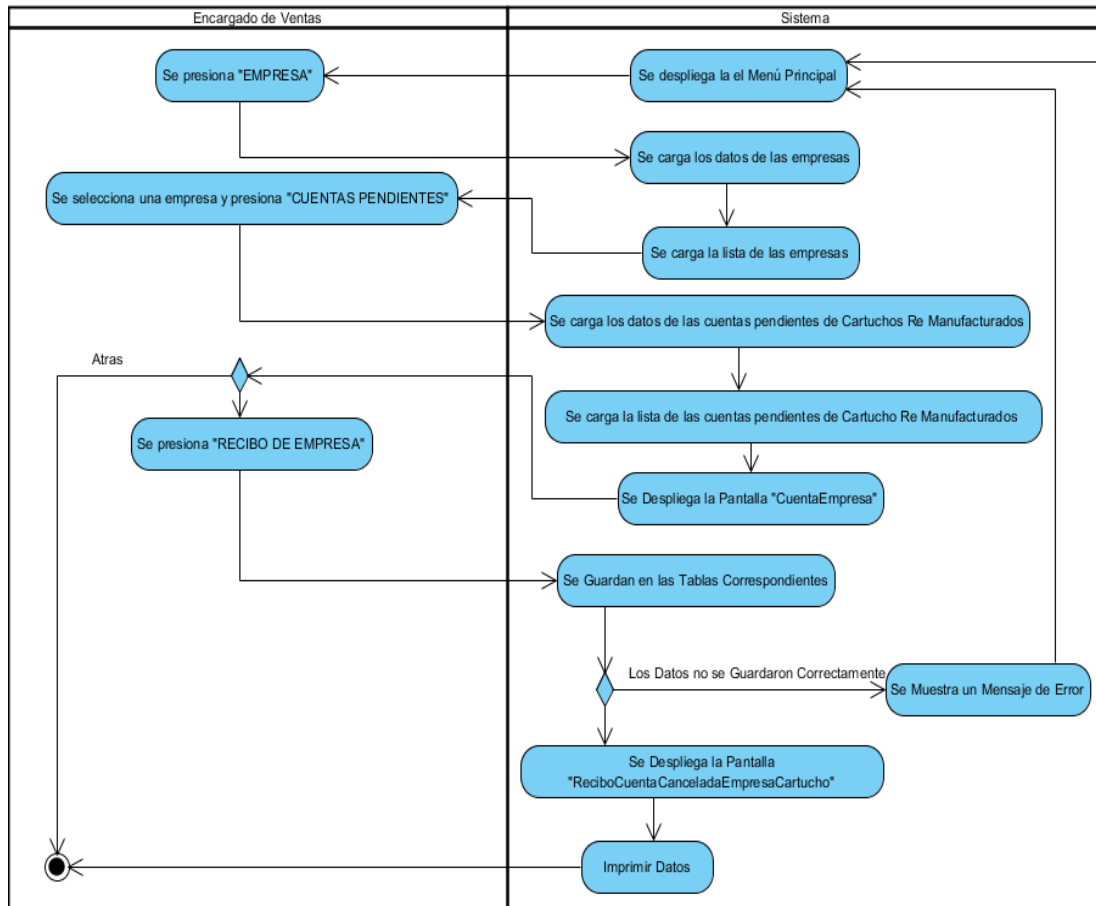 Encargado de Ventas
Sistema
Se presiona "EMPRESA"
Se despliega la el Menú Principal
Se carga los datos de las empresas
Se selecciona una empresa y presiona "CUENTAS PENDIENTES"
Se carga la lista de las empresas
Se carga los datos de las cuentas pendientes de Cartuchos Re Manufacturados
Atras
Se carga la lista de las cuentas pendientes de Cartucho Re Manufacturados
Se presiona "RECIBO DE EMPRESA"
Se Despliega la Pantalla "CuentaEmpresa"
Se Guardan en las Tablas Correspondientes
Los Datos no se Guardaron Correctamente
Se Muestra un Mensaje de Error
Se Despliega la Pantalla
"ReciboCuentaCanceladaEmpresaCartucho"
Imprimir Datos